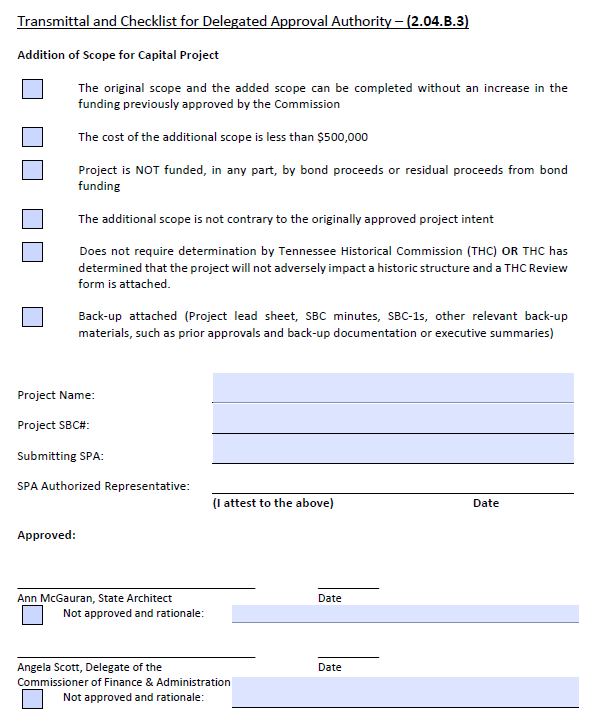 Transmittal and Checklist for Delegated Approval Authority – (2.04.B.3)
Addition of Scope for Capital Project
The original scope and the added scope can be completed without an increase in the
funding previously approved by the Commission
The cost of the additional scope is less than $500,000
Project is NOT funded, in any part, by bond proceeds or residual proceeds from bond
funding
The additional scope is not contrary to the originally approved project intent
Does not require determination by Tennessee Historical Commission (THC) OR THC has
determined that the project will not adversely impact a historic structure and a THC Review
form is attached.
Back-up attached (Project lead sheet, SBC minutes, SBC-1s, other relevant back-up
materials, such as prior approvals and back-up documentation or executive summaries)
Project Name:
Project SBC#:
Submitting SPA:
SPA Authorized Representative:
(I attest to the above) Date
Approved:
Ann McGauran, State Architect Date
Not approved and rationale:
Angela Scott, Delegate of the Date
Commissioner of Finance & Administration
Not approved and rationale: